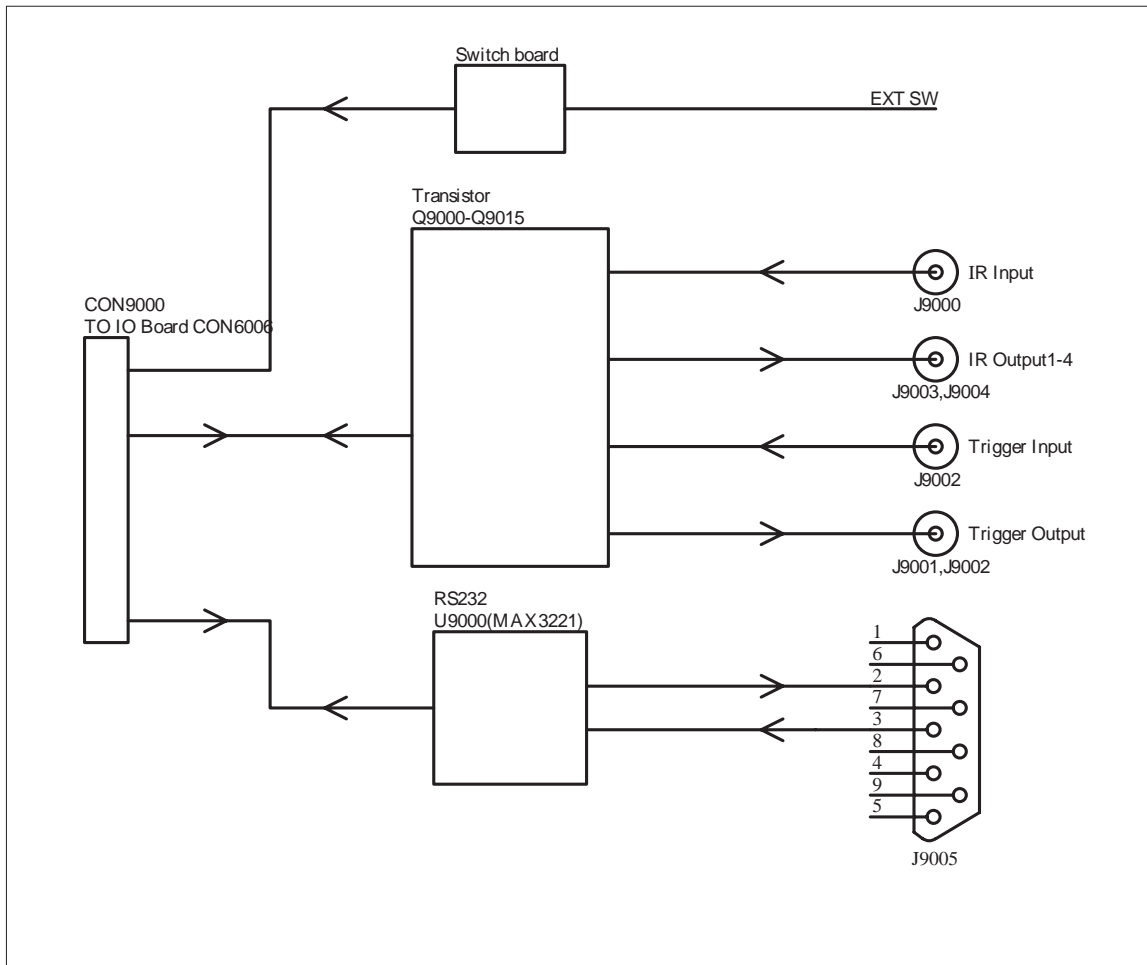 Switch board
EXT SW
Transistor
Q9000-Q9015
IR Input
J9000
CON9000
TO IO Board CON6006
IR Output1-4
J9003,J9004
Trigger Input
J9002
Trigger Output
J9001,J9002
RS232
U9000(MAX3221)
1
6
2
7
3
8
4
9
5
J9005